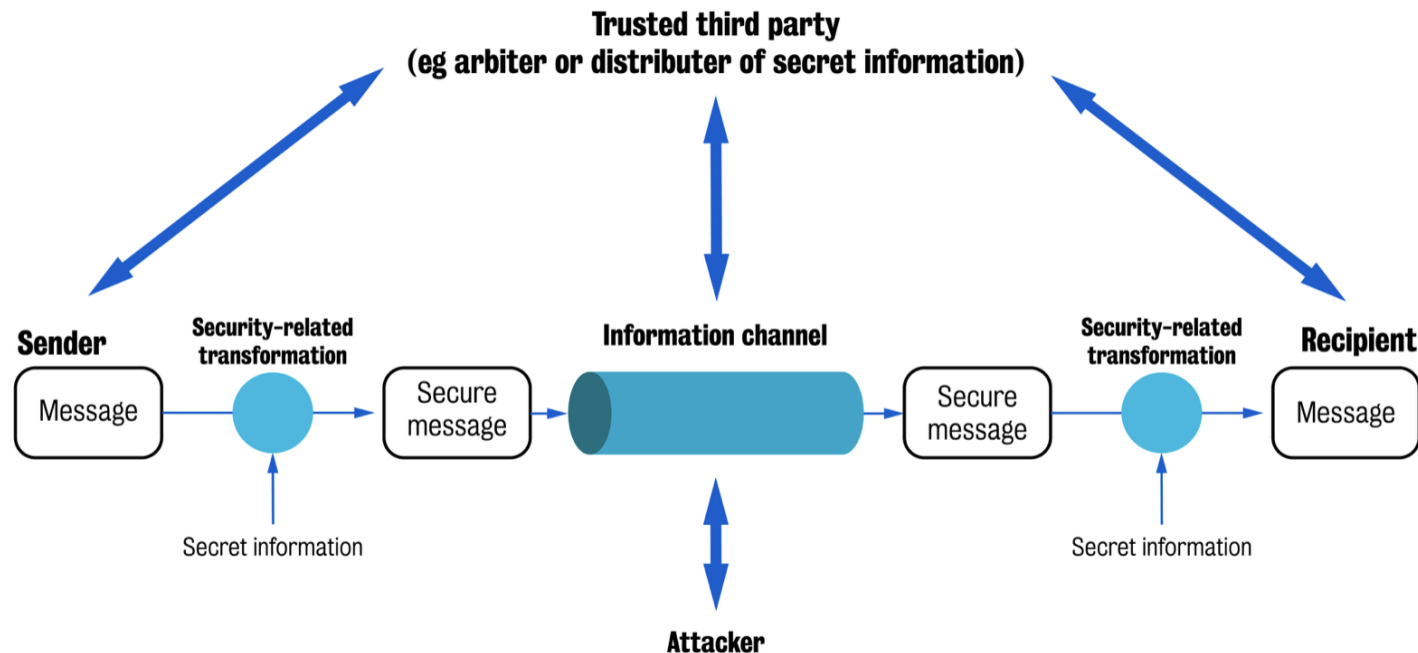 Trusted third party
(eg arbiter or distributer of secret information)
Sender
Security-related
transformation
Information channel
Security-related
transformation
Recipient
Message
Secure
message
Secure
message
Message
Secret information
Secret information
Attacker